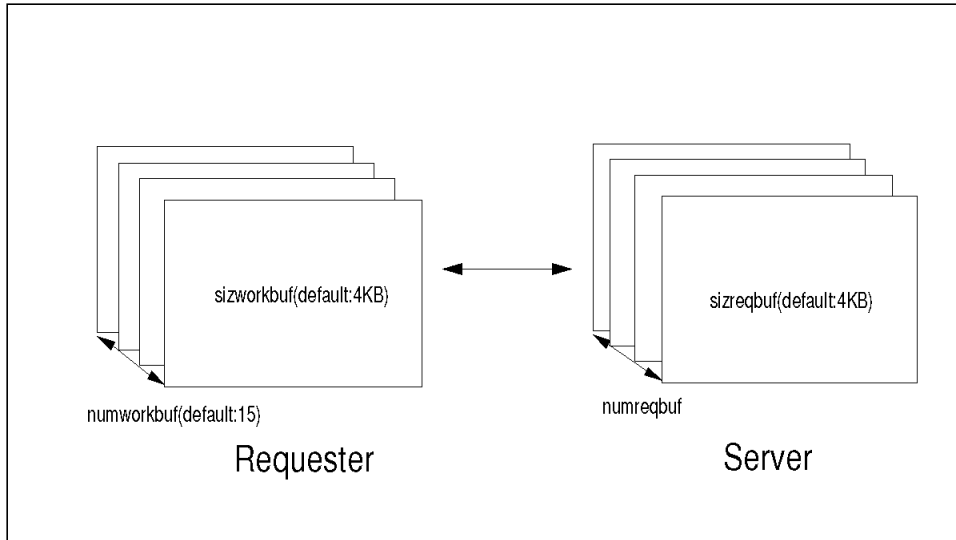 sizworkbuf(default:4KB)
sizreqbuf(default:4KB)
numworkbuf(default:15)
numreqbuf
Requester
Server